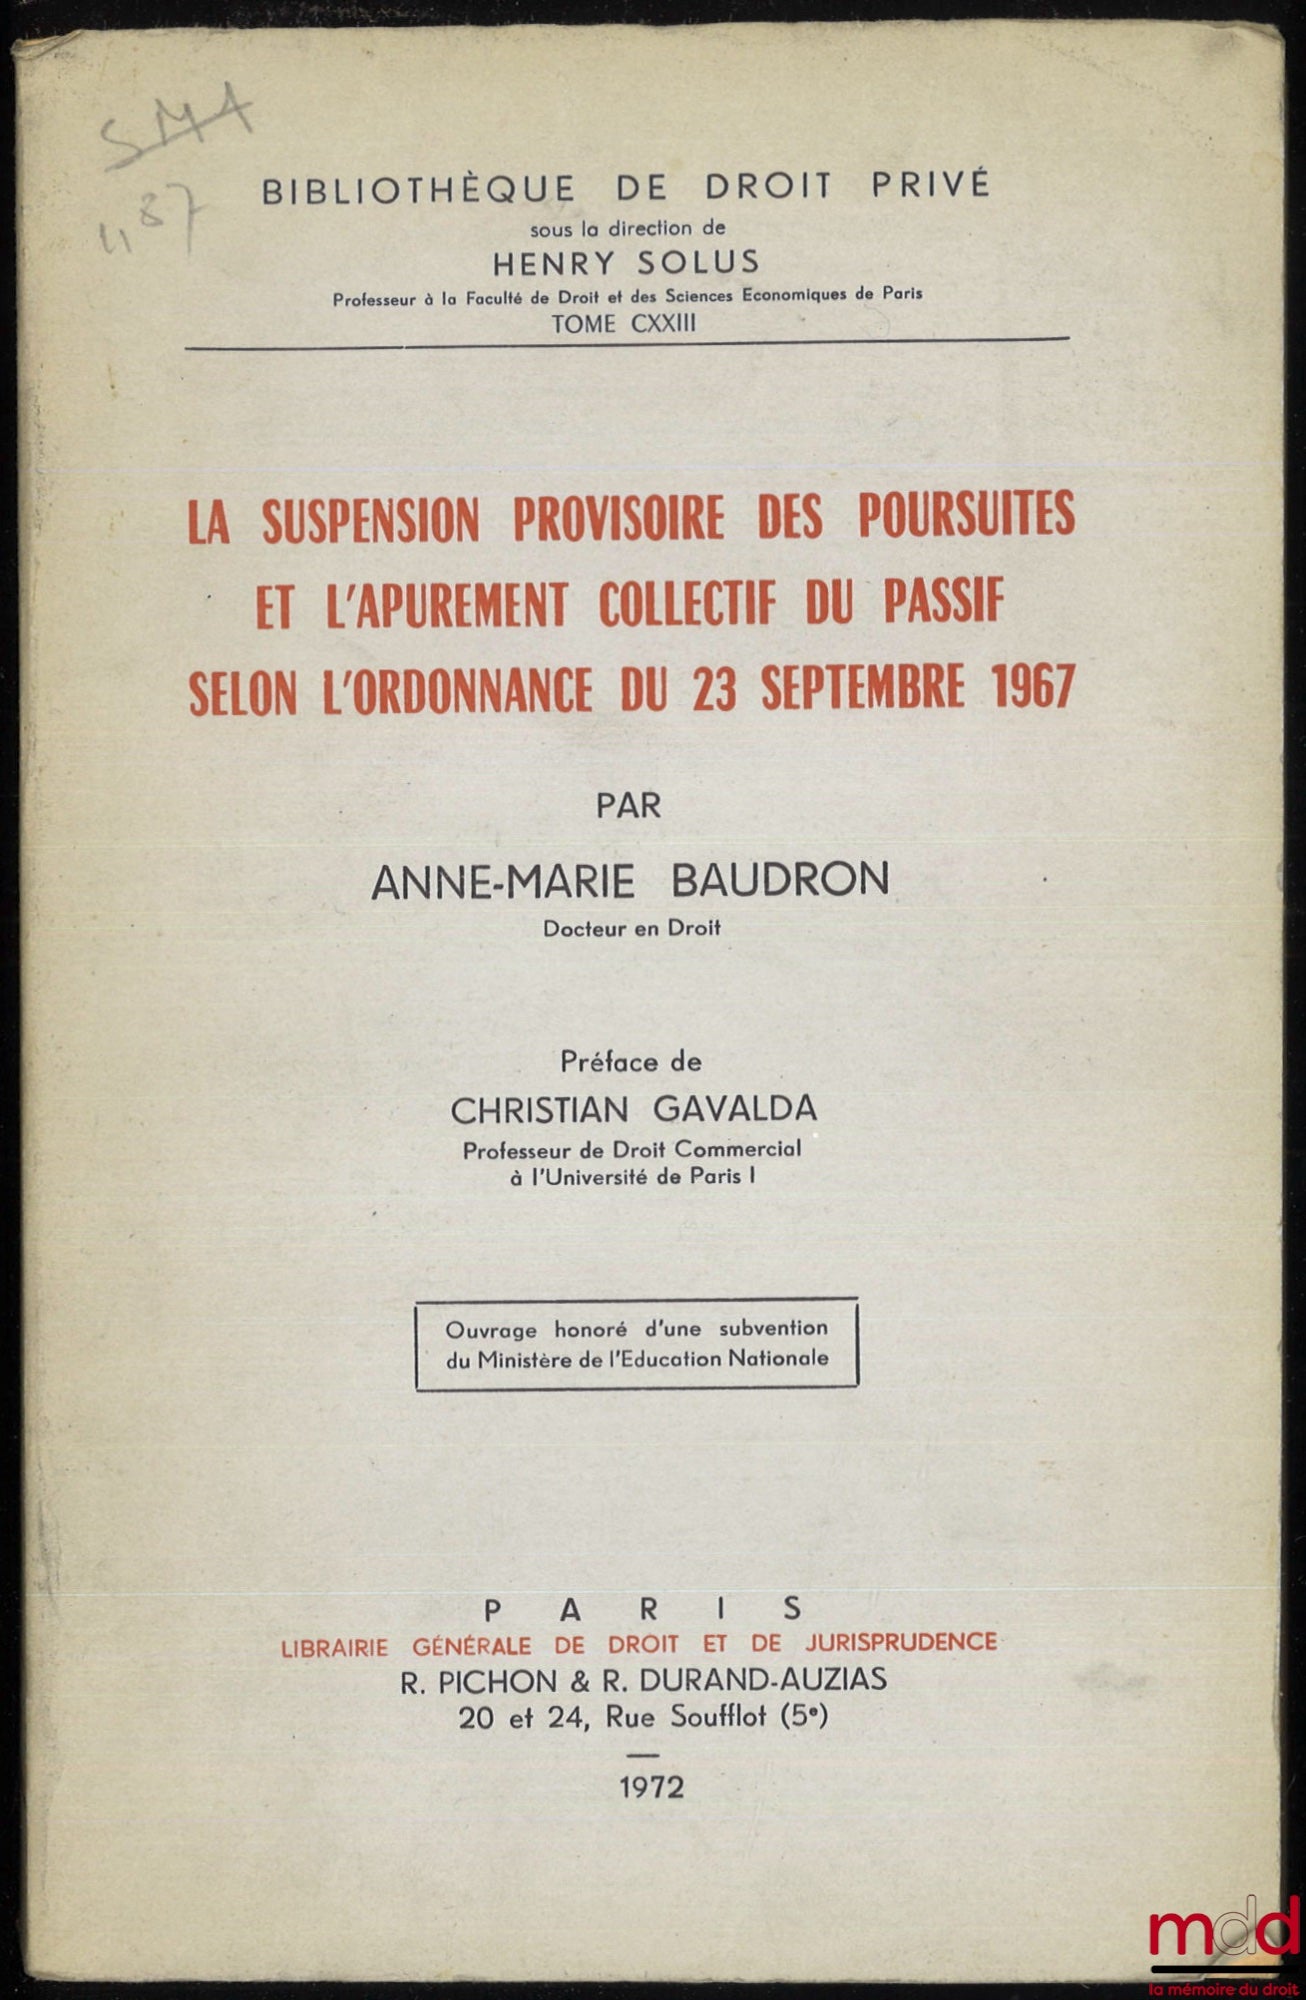 BIBLIOTHÈQUE DE DROIT PRIVÉ
sous la direction de
HENRY SOLUS
Professeur à la Faculté de Droit et des Sciences Economiques de Paris
TOME CXXIII
LA SUSPENSION PROVISOIRE DES POURSUITES
ET L'APUREMENT COLLECTIF DU PASSIF
SELON L'ORDONNANCE DU 23 SEPTEMBRE 1967
PAR
ANNE-MARIE BAUDRON
Docteur en Droit
Préface de
CHRISTIAN GAVALDA
Professeur de Droit Commercial
à l'Université de Paris I
Ouvrage honoré d'une subvention
du Ministère de l'Education Nationale
PARIS
LIBRAIRIE GÉNÉRALE DE DROIT ET DE JURISPRUDENCE
R. PICHON & R. DURAND-AUZIAS
20 et 24, Rue Soufflot (5e)
1972
mdd
la mémoire du droit